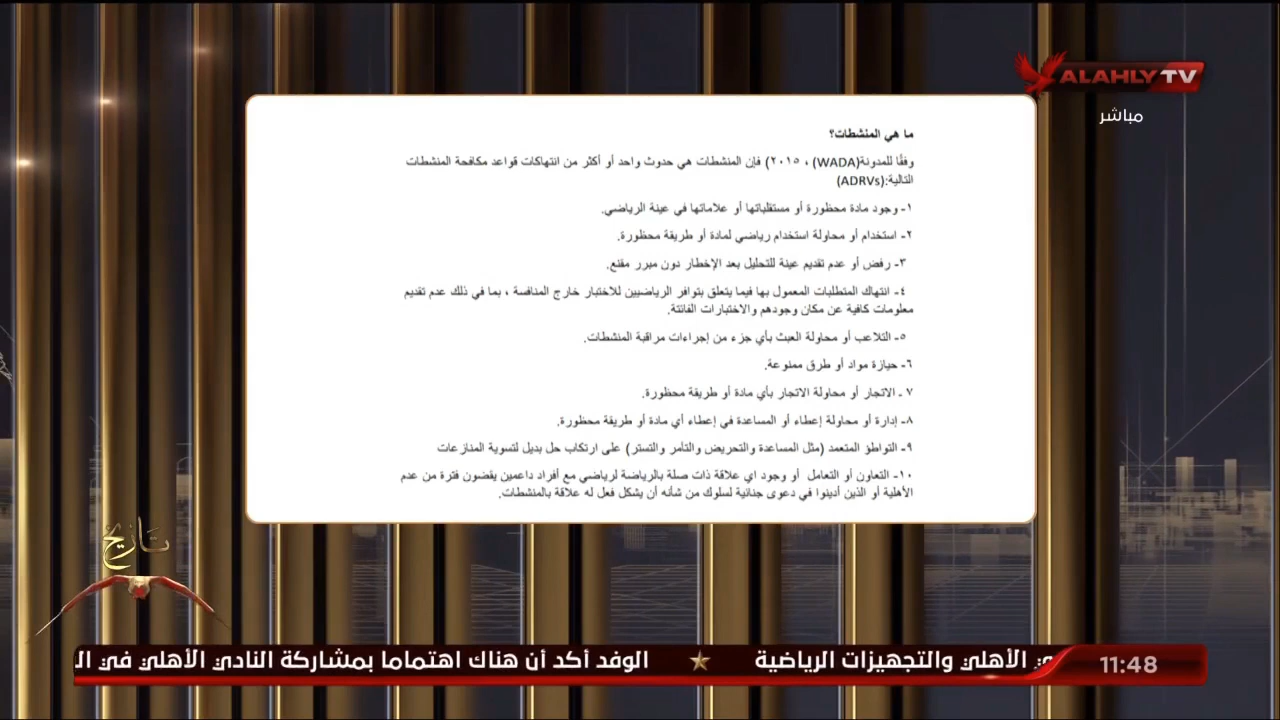 ALAHLY TV
مباشر
ما هي المنشطات؟
وفقًا للمدونة(WADA) ، ٢٠١٥) فإن المنشطات هي حدوث واحد أو أكثر من انتهاكات قواعد مكافحة المنشطات
التالية:(ADRVs)
١- وجود مادة محظورة أو مستقلباتها أو علاماتها في عينة الرياضي.
٢- استخدام أو محاولة استخدام رياضي لمادة أو طريقة محظورة.
٣- رفض أو عدم تقديم عينة للتحليل بعد الإخطار دون مبرر مقنع.
٤- انتهاك المتطلبات المعمول بها فيما يتعلق بتوافر الرياضيين للاختبار خارج المنافسة ، بما في ذلك عدم تقديم
معلومات كافية عن مكان وجودهم والاختبارات الفائتة.
٥- التلاعب أو محاولة العبث بأي جزء من إجراءات مراقبة المنشطات.
٦- حيازة مواد أو طرق ممنوعة.
٧ - الاتجار أو محاولة الاتجار بأي مادة أو طريقة محظورة.
٨- إدارة أو محاولة إعطاء أو المساعدة في إعطاء أي مادة أو طريقة محظورة.
٩- التواطؤ المتعمد (مثل المساعدة والتحريض والتآمر والتستر) على ارتكاب حل بديل لتسوية المنازعات
١٠- التعاون أو التعامل أو وجود اي علاقة ذات صلة بالرياضة لرياضي مع أفراد داعمين يقضون فترة من عدم
الأهلية أو الذين أدينوا في دعوى جنائية لسلوك من شأنه أن يشكل فعل له علاقة بالمنشطات.
تاريخ
ي الأهلي والتجهيزات الرياضية ★ الوفد أكد أن هناك اهتماما بمشاركة النادي الأهلي في ال
11:48